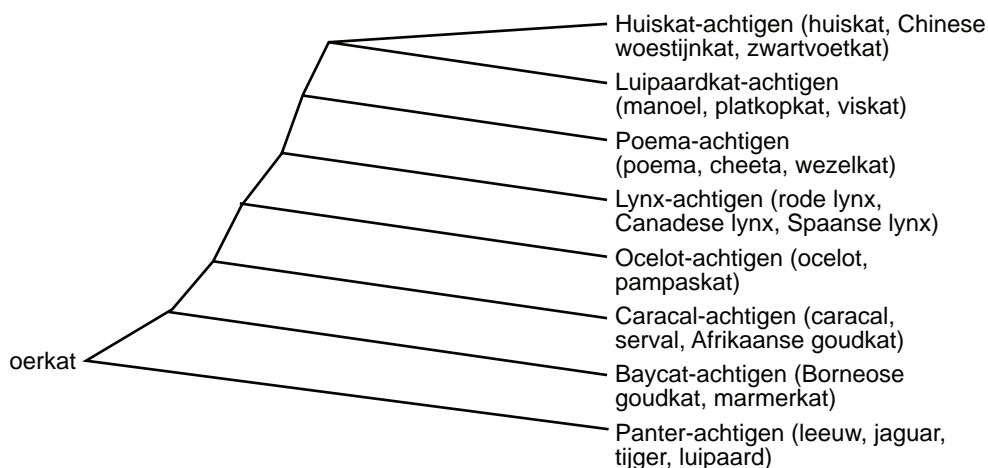 Huiskat-achtigen (huiskat, Chinese
woestijnkat, zwartvoetkat)
Luipaardkat-achtigen
(manoel, platkopkat, viskat)
Poema-achtigen
(poema, cheeta, wezelkat)
Lynx-achtigen (rode lynx,
Canadese lynx, Spaanse lynx)
Ocelot-achtigen (ocelot,
pampaskat)
Caracal-achtigen (caracal,
serval, Afrikaanse goudkat)
oerkat
Baycat-achtigen (Borneose
goudkat, marmerkat)
Panter-achtigen (leeuw, jaguar,
tijger, luipaard)